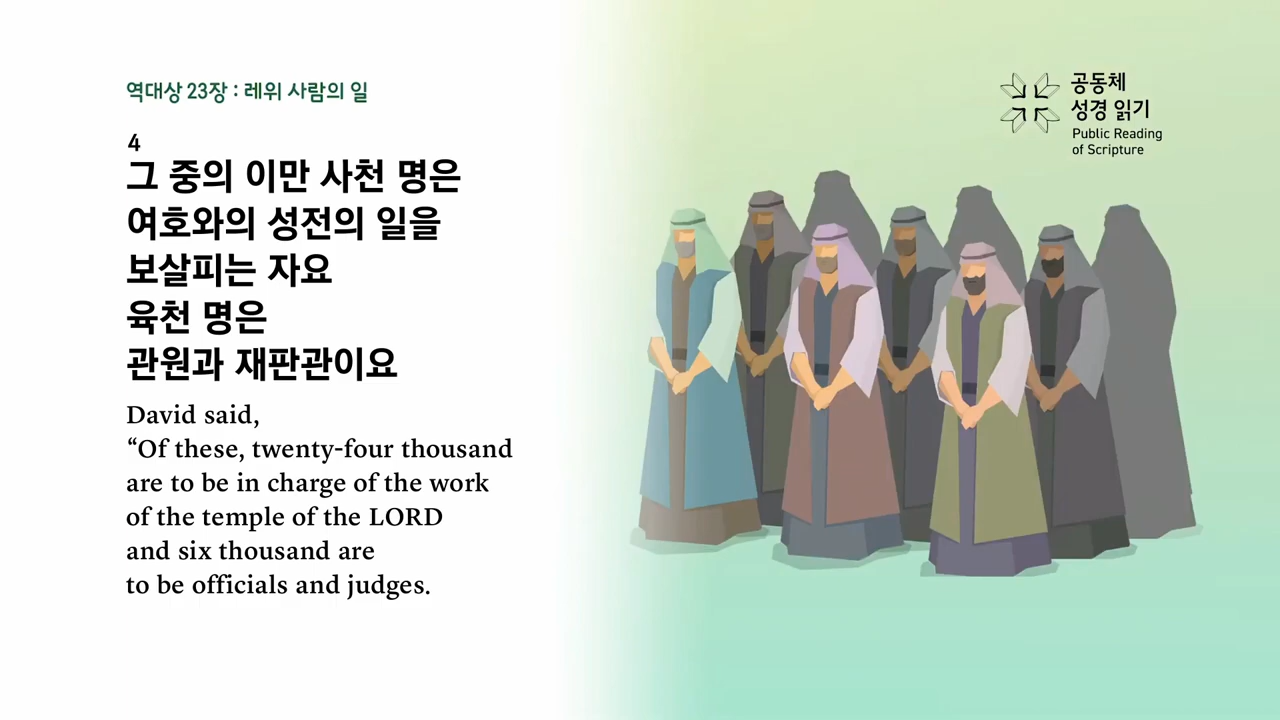 역대상 23장 : 레위 사람의 일
4
그 중의 이만 사천 명은
여호와의 성전의 일을
보살피는 자요
육천 명은
관원과 재판관이요
David said,
“Of these, twenty-four thousand
are to be in charge of the work
of the temple of the LORD
and six thousand are
to be officials and judges.
공동체
성경 읽기
Public Reading
of Scripture